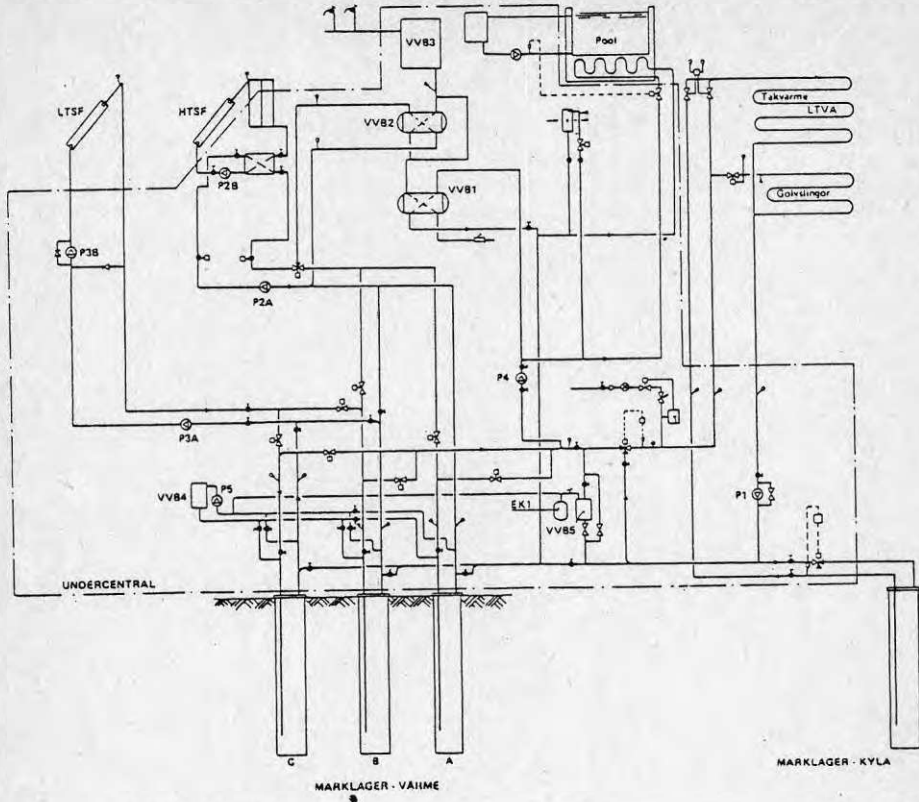 VVB3
Pool
LTSF
HTSF
Takvärme
LTVA
VVB2
P2B
VVB1
Golvslingor
P3B
P2A
P4
P3A
VVB4
P5
EK1
VVB5
P1
UNDERCENTRAL
C
B
A
MARKLAGER - KYLA
MARKLAGER - VÄRME